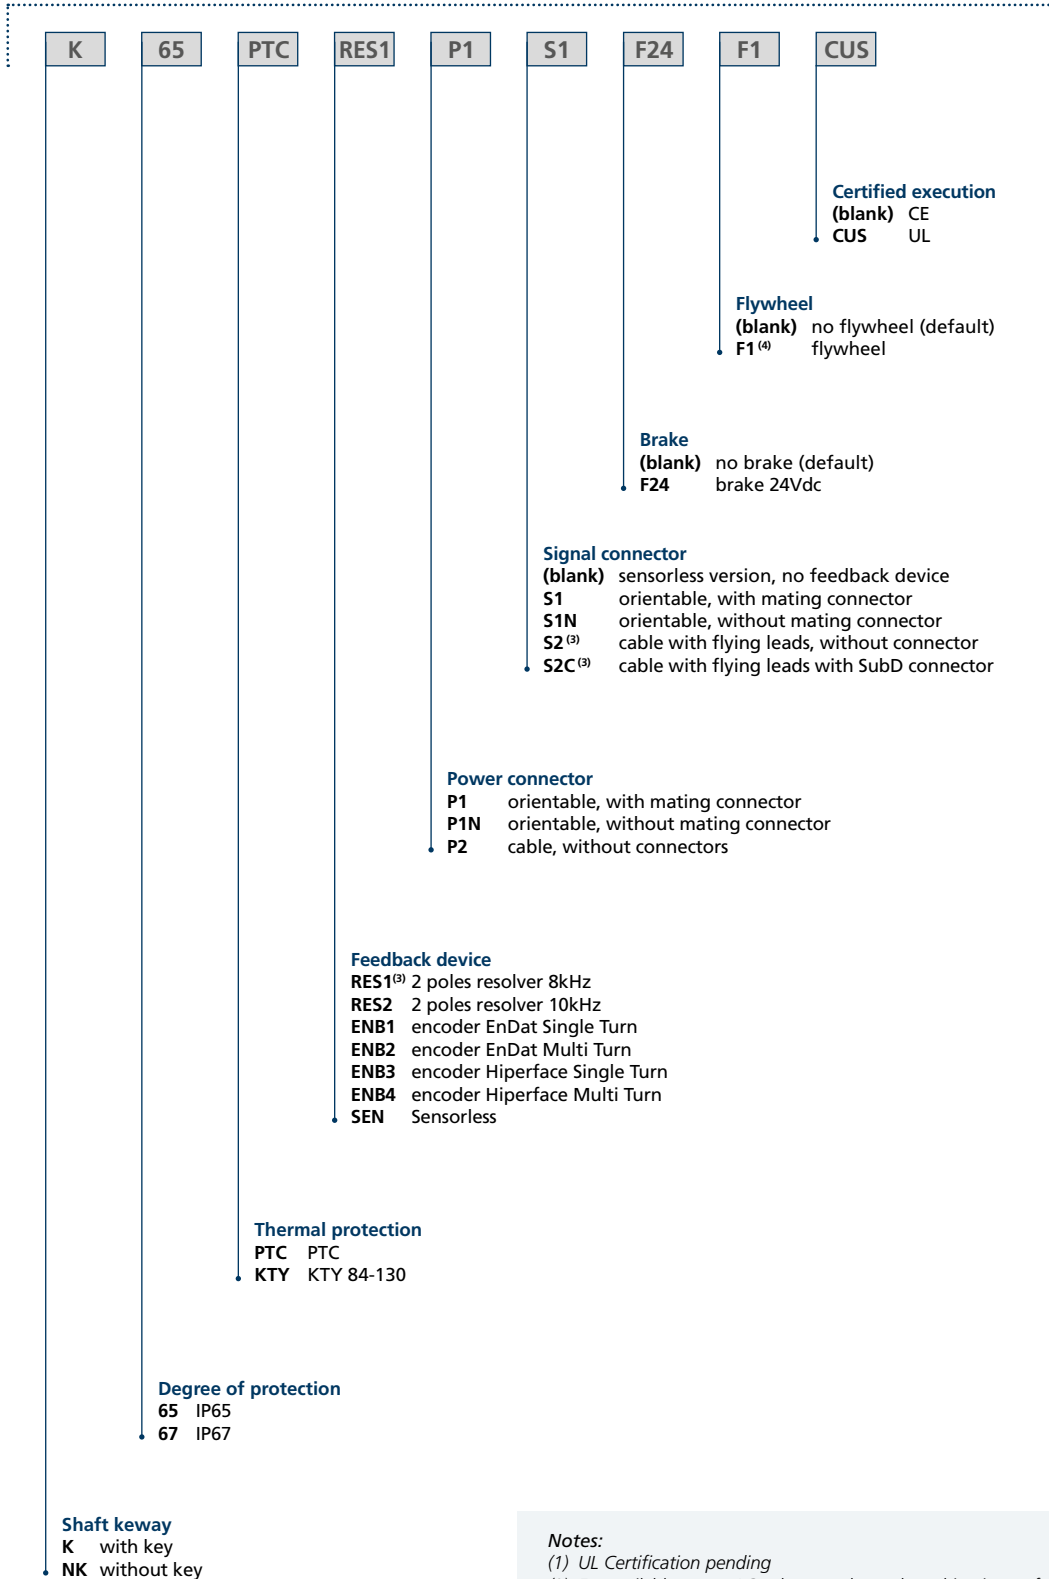 K 65 PTC RES1 P1 S1 F24 F1 CUS
Certified execution
(blank) CE
CUS UL
Flywheel
(blank) no flywheel (default)
F1 (4) flywheel
Brake
(blank) no brake (default)
F24 brake 24Vdc
Signal connector
(blank) sensorless version, no feedback device
S1 orientable, with mating connector
S1N orientable, without mating connector
S2 (3) cable with flying leads, without connector
S2C (3) cable with flying leads with SubD connector
Power connector
P1 orientable, with mating connector
P1N orientable, without mating connector
P2 cable, without connectors
Feedback device
RES1(3) 2 poles resolver 8kHz
RES2 2 poles resolver 10kHz
ENB1 encoder EnDat Single Turn
ENB2 encoder EnDat Multi Turn
ENB3 encoder Hiperface Single Turn
ENB4 encoder Hiperface Multi Turn
SEN Sensorless
Thermal protection
PTC PTC
KTY KTY 84-130
Degree of protection
65 IP65
67 IP67
Shaft keway
K with key
NK without key
Notes:
(1) UL Certification pending